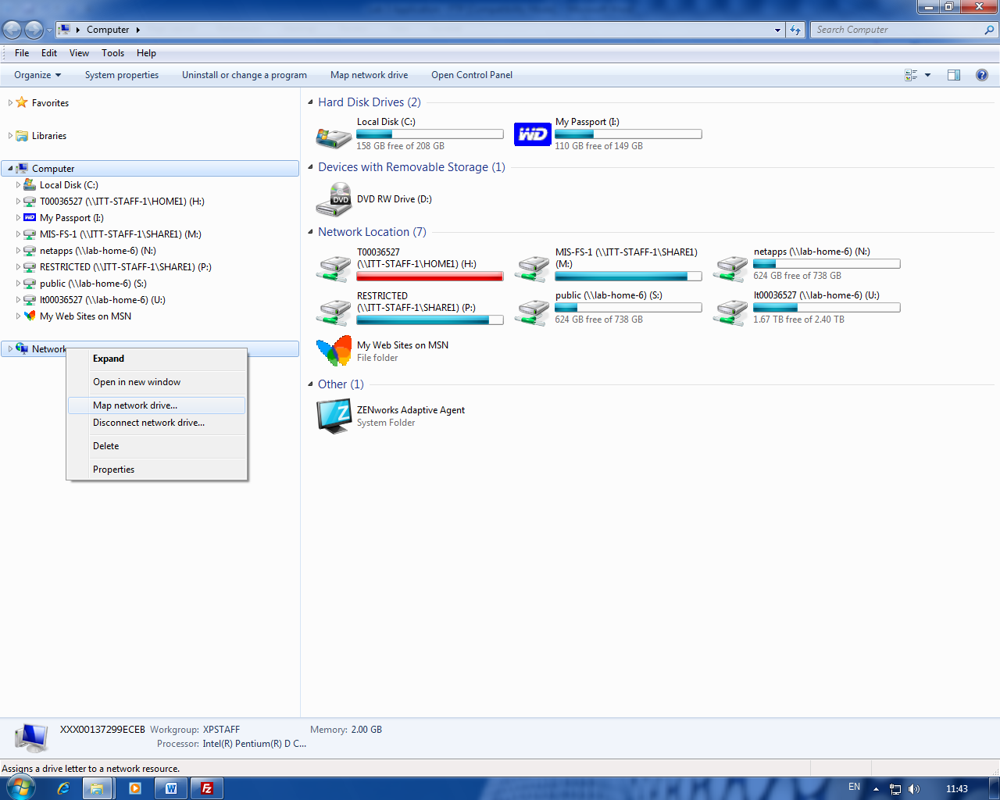 Computer
Search Computer
File Edit View Tools Help
Organize System properties Uninstall or change a program Map network drive Open Control Panel
Favorites
Libraries
Computer
Local Disk (C:)
T00036527 (\\ITT-STAFF-1\HOME1) (H:)
My Passport (I:)
MIS-FS-1 (\\ITT-STAFF-1\SHARE1) (M:)
netapps (\\lab-home-6) (N:)
RESTRICTED (\\ITT-STAFF-1\SHARE1) (P:)
public (\\lab-home-6) (S:)
lt00036527 (\\lab-home-6) (U:)
My Web Sites on MSN
Network
Expand
Open in new window
Map network drive...
Disconnect network drive...
Delete
Properties
Hard Disk Drives (2)
Local Disk (C:)
158 GB free of 208 GB
WD
My Passport (I:)
110 GB free of 149 GB
Devices with Removable Storage (1)
DVD
DVD RW Drive (D:)
Network Location (7)
T00036527
(\\ITT-STAFF-1\HOME1) (H:)
MIS-FS-1 (\\ITT-STAFF-1\SHARE1)
(M:)
netapps (\\lab-home-6) (N:)
624 GB free of 738 GB
RESTRICTED
(\\ITT-STAFF-1\SHARE1) (P:)
public (\\lab-home-6) (S:)
624 GB free of 738 GB
lt00036527 (\\lab-home-6) (U:)
1.67 TB free of 2.40 TB
My Web Sites on MSN
File folder
Other (1)
Z
ZENworks Adaptive Agent
System Folder
XXX00137299ECEB Workgroup: XPSTAFF Memory: 2.00 GB
Processor: Intel(R) Pentium(R) D C...
Assigns a drive letter to a network resource.
EN 11:43